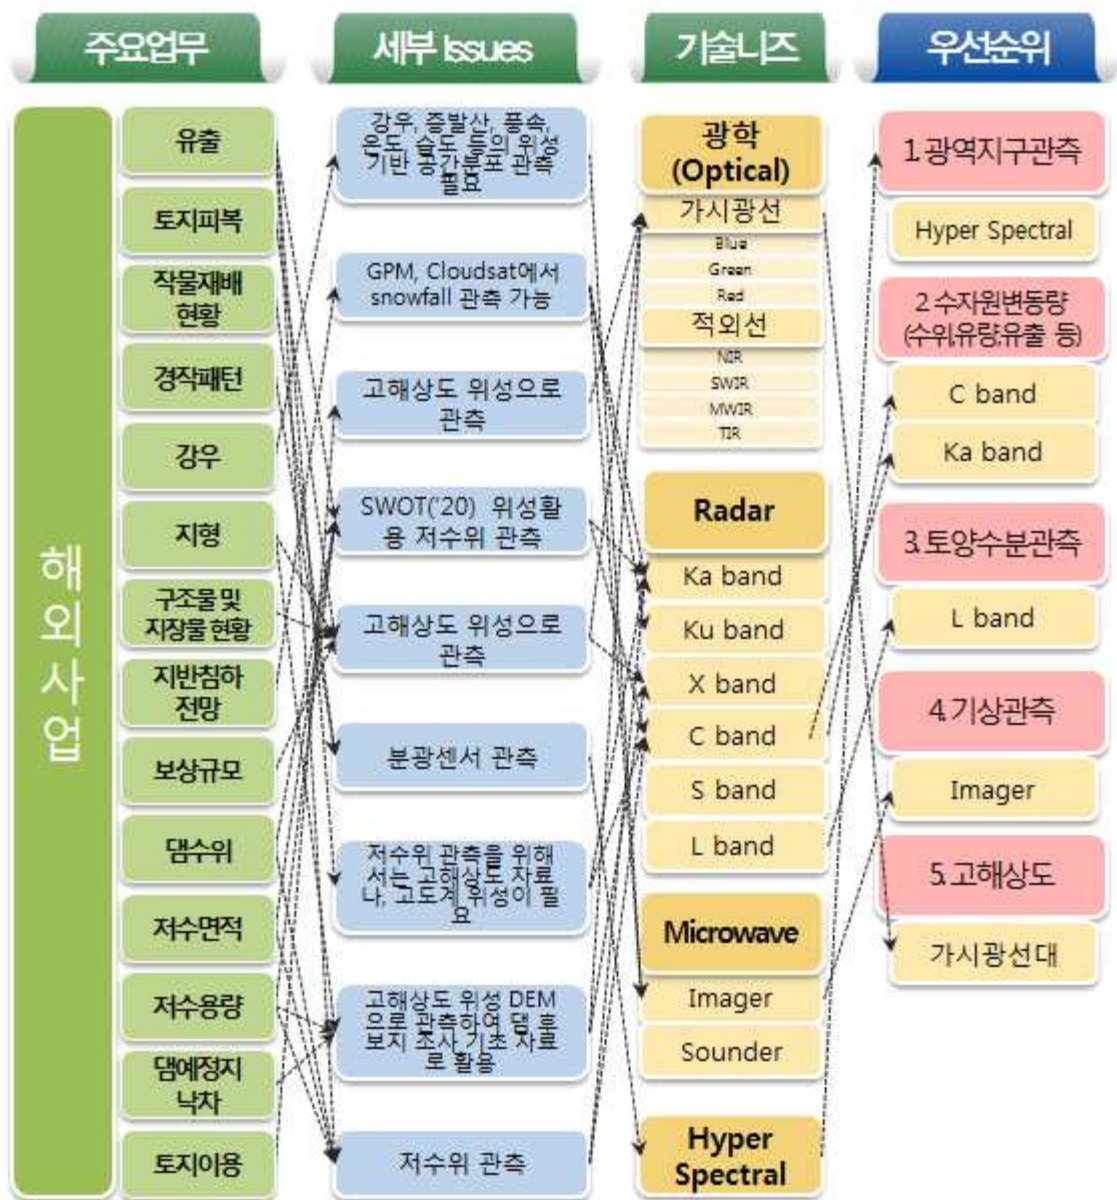 주요업무
세부 Issues
기술니즈
우선순위
해외사업
유출
토지피복
작물재배
현황
경작패턴
강우
지형
구조물 및
지장물 현황
지반침하
전망
보상규모
댐수위
저수면적
저수용량
댐예정지
낙차
토지이용
강우, 증발산, 풍속,
온도, 습도 등의 위성
기반 공간분포 관측
필요
GPM, Cloudsat에서
snowfall 관측 가능
고해상도 위성으로
관측
SWOT('20) 위성활
용 저수위 관측
고해상도 위성으로
관측
분광센서 관측
저수위 관측을 위해
서는 고해상도 자료
나, 고도계 위성이 필
요
고해상도 위성 DEM
으로 관측하여 댐 후
보지 조사 기초 자료
로 활용
저수위 관측
광학
(Optical)
가시광선
Blue
Green
Red
적외선
NIR
SWIR
MWIR
TIR
Radar
Ka band
Ku band
X band
C band
S band
L band
Microwave
Imager
Sounder
Hyper
Spectral
1. 광역지구관측
Hyper Spectral
2. 수자원변동량
(수위,유량,유출 등)
C band
Ka band
3. 토양수분관측
L band
4. 기상관측
Imager
5. 고해상도
가시광선대